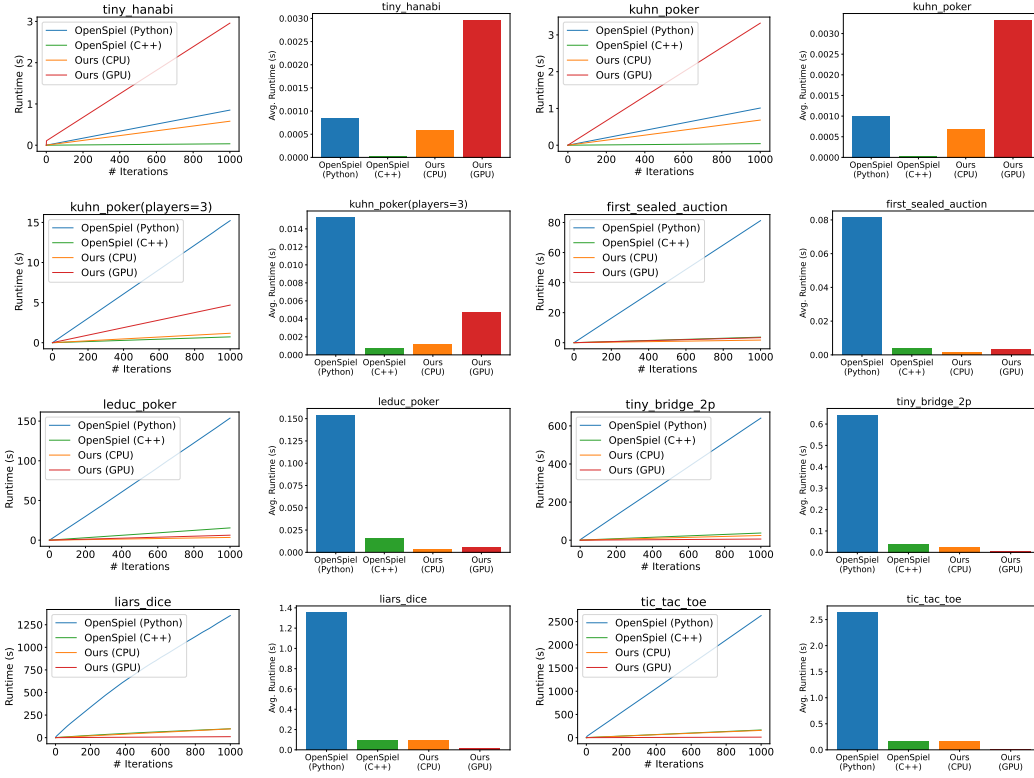 tiny_hanabi
Runtime (s)
3
2
1
0
OpenSpiel (Python)
OpenSpiel (C++)
Ours (CPU)
Ours (GPU)
0 200 400 600 800 1000
# Iterations
tiny_hanabi
Avg. Runtime (s)
0.0030
0.0025
0.0020
0.0015
0.0010
0.0005
0.0000
OpenSpiel OpenSpiel Ours Ours
(Python) (C++) (CPU) (GPU)
kuhn_poker
Runtime (s)
3
2
1
0
OpenSpiel (Python)
OpenSpiel (C++)
Ours (CPU)
Ours (GPU)
0 200 400 600 800 1000
# Iterations
kuhn_poker
Avg. Runtime (s)
0.0030
0.0025
0.0020
0.0015
0.0010
0.0005
0.0000
OpenSpiel OpenSpiel Ours Ours
(Python) (C++) (CPU) (GPU)
kuhn_poker(players=3)
Runtime (s)
15
10
5
0
OpenSpiel (Python)
OpenSpiel (C++)
Ours (CPU)
Ours (GPU)
0 200 400 600 800 1000
# Iterations
kuhn_poker(players=3)
Avg. Runtime (s)
0.014
0.012
0.010
0.008
0.006
0.004
0.002
0.000
OpenSpiel OpenSpiel Ours Ours
(Python) (C++) (CPU) (GPU)
first_sealed_auction
Runtime (s)
80
60
40
20
0
OpenSpiel (Python)
OpenSpiel (C++)
Ours (CPU)
Ours (GPU)
0 200 400 600 800 1000
# Iterations
first_sealed_auction
Avg. Runtime (s)
0.08
0.06
0.04
0.02
0.00
OpenSpiel OpenSpiel Ours Ours
(Python) (C++) (CPU) (GPU)
leduc_poker
Runtime (s)
150
100
50
0
OpenSpiel (Python)
OpenSpiel (C++)
Ours (CPU)
Ours (GPU)
0 200 400 600 800 1000
# Iterations
leduc_poker
Avg. Runtime (s)
0.150
0.125
0.100
0.075
0.050
0.025
0.000
OpenSpiel OpenSpiel Ours Ours
(Python) (C++) (CPU) (GPU)
tiny_bridge_2p
Runtime (s)
600
400
200
0
OpenSpiel (Python)
OpenSpiel (C++)
Ours (CPU)
Ours (GPU)
0 200 400 600 800 1000
# Iterations
tiny_bridge_2p
Avg. Runtime (s)
0.6
0.5
0.4
0.3
0.2
0.1
0.0
OpenSpiel OpenSpiel Ours Ours
(Python) (C++) (CPU) (GPU)
liars_dice
Runtime (s)
1250
1000
750
500
250
0
OpenSpiel (Python)
OpenSpiel (C++)
Ours (CPU)
Ours (GPU)
0 200 400 600 800 1000
# Iterations
liars_dice
Avg. Runtime (s)
1.4
1.2
1.0
0.8
0.6
0.4
0.2
0.0
OpenSpiel OpenSpiel Ours Ours
(Python) (C++) (CPU) (GPU)
tic_tac_toe
Runtime (s)
2500
2000
1500
1000
500
0
OpenSpiel (Python)
OpenSpiel (C++)
Ours (CPU)
Ours (GPU)
0 200 400 600 800 1000
# Iterations
tic_tac_toe
Avg. Runtime (s)
2.5
2.0
1.5
1.0
0.5
0.0
OpenSpiel OpenSpiel Ours Ours
(Python) (C++) (CPU) (GPU)